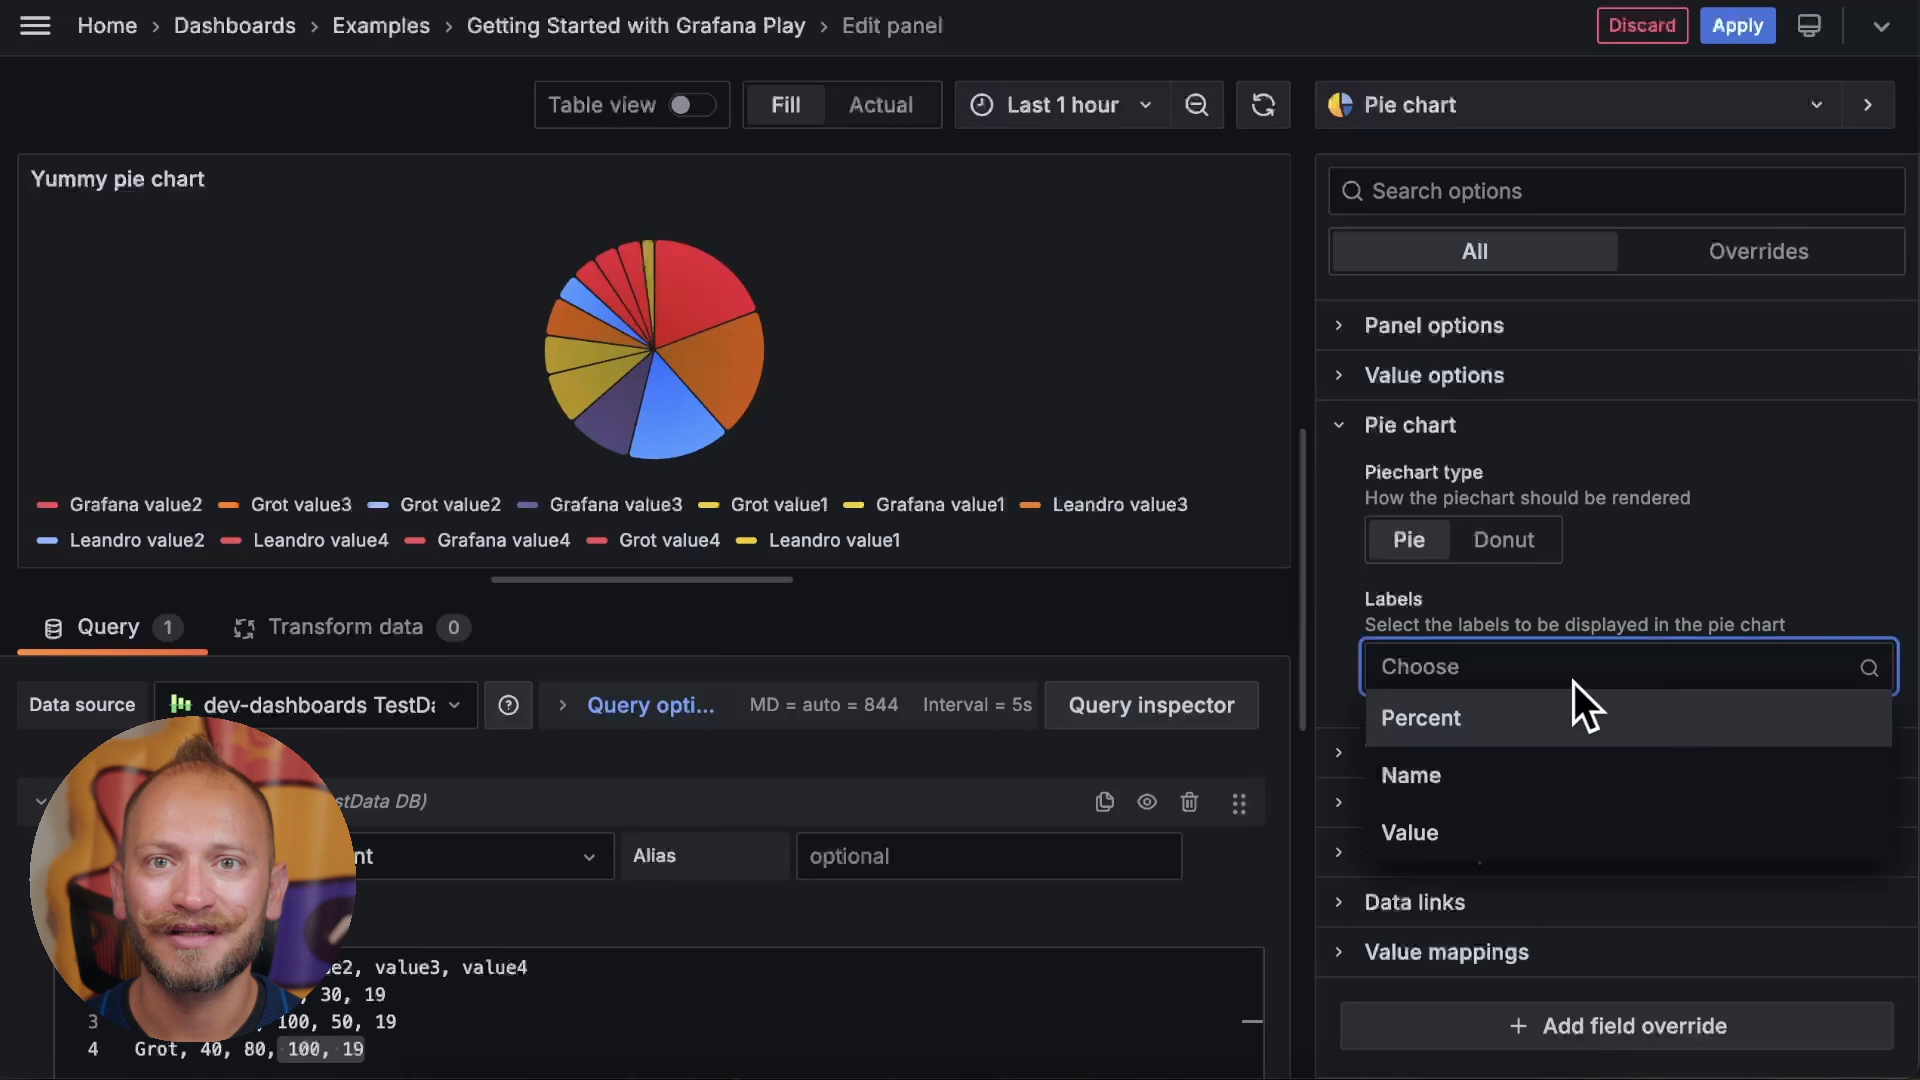 Home › Dashboards › Examples › Getting Started with Grafana Play › Edit panel
Discard
Apply
Table view
Fill
Actual
Last 1 hour
Pie chart
Yummy pie chart
Grafana value2
Grot value3
Grot value2
Grafana value3
Grot value1
Grafana value1
Leandro value3
Leandro value2
Leandro value4
Grafana value4
Grot value4
Leandro value1
Query 1
Transform data 0
Data source
dev-dashboards TestDa
Query opti...
MD = auto = 844
Interval = 5s
Query inspector
stData DB)
nt
Alias
optional
e2, value3, value4
, 30, 19
3 , 100, 50, 19
4 Grot, 40, 80, 100, 19
Search options
All
Overrides
Panel options
Value options
Pie chart
Piechart type
How the piechart should be rendered
Pie
Donut
Labels
Select the labels to be displayed in the pie chart
Choose
Percent
Name
Value
Data links
Value mappings
+ Add field override